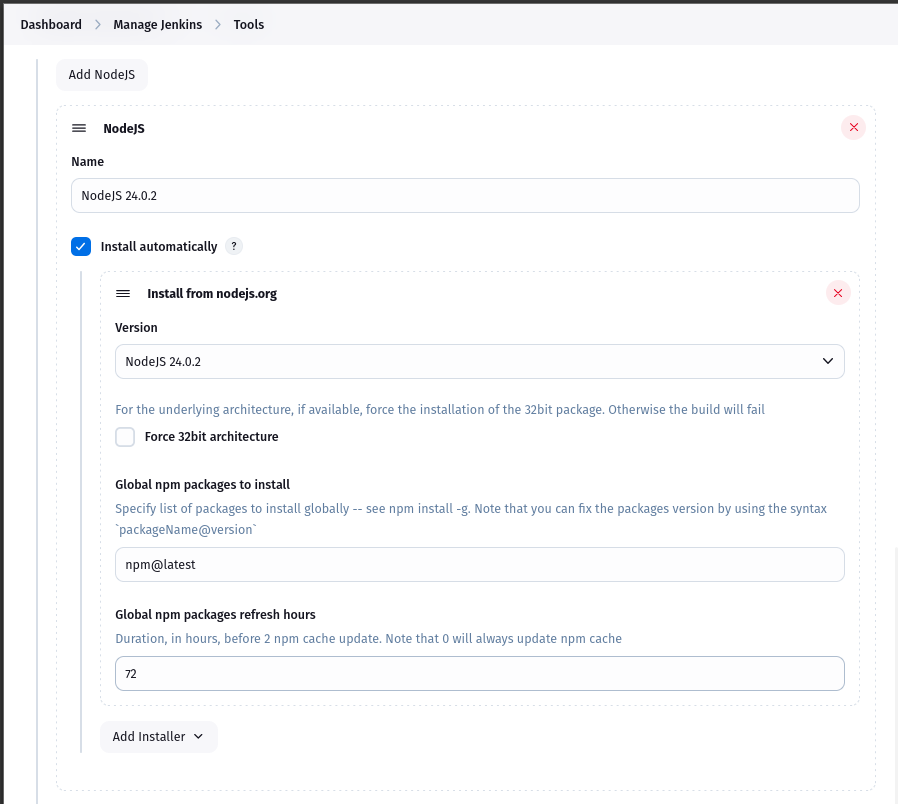 Dashboard Manage Jenkins Tools
Add NodeJS
NodeJS
Name
NodeJS 24.0.2
Install automatically ?
Install from nodejs.org
Version
NodeJS 24.0.2
For the underlying architecture, if available, force the installation of the 32bit package. Otherwise the build will fail
Force 32bit architecture
Global npm packages to install
Specify list of packages to install globally -- see npm install -g. Note that you can fix the packages version by using the syntax
`packageName@version`
npm@latest
Global npm packages refresh hours
Duration, in hours, before 2 npm cache update. Note that 0 will always update npm cache
72
Add Installer